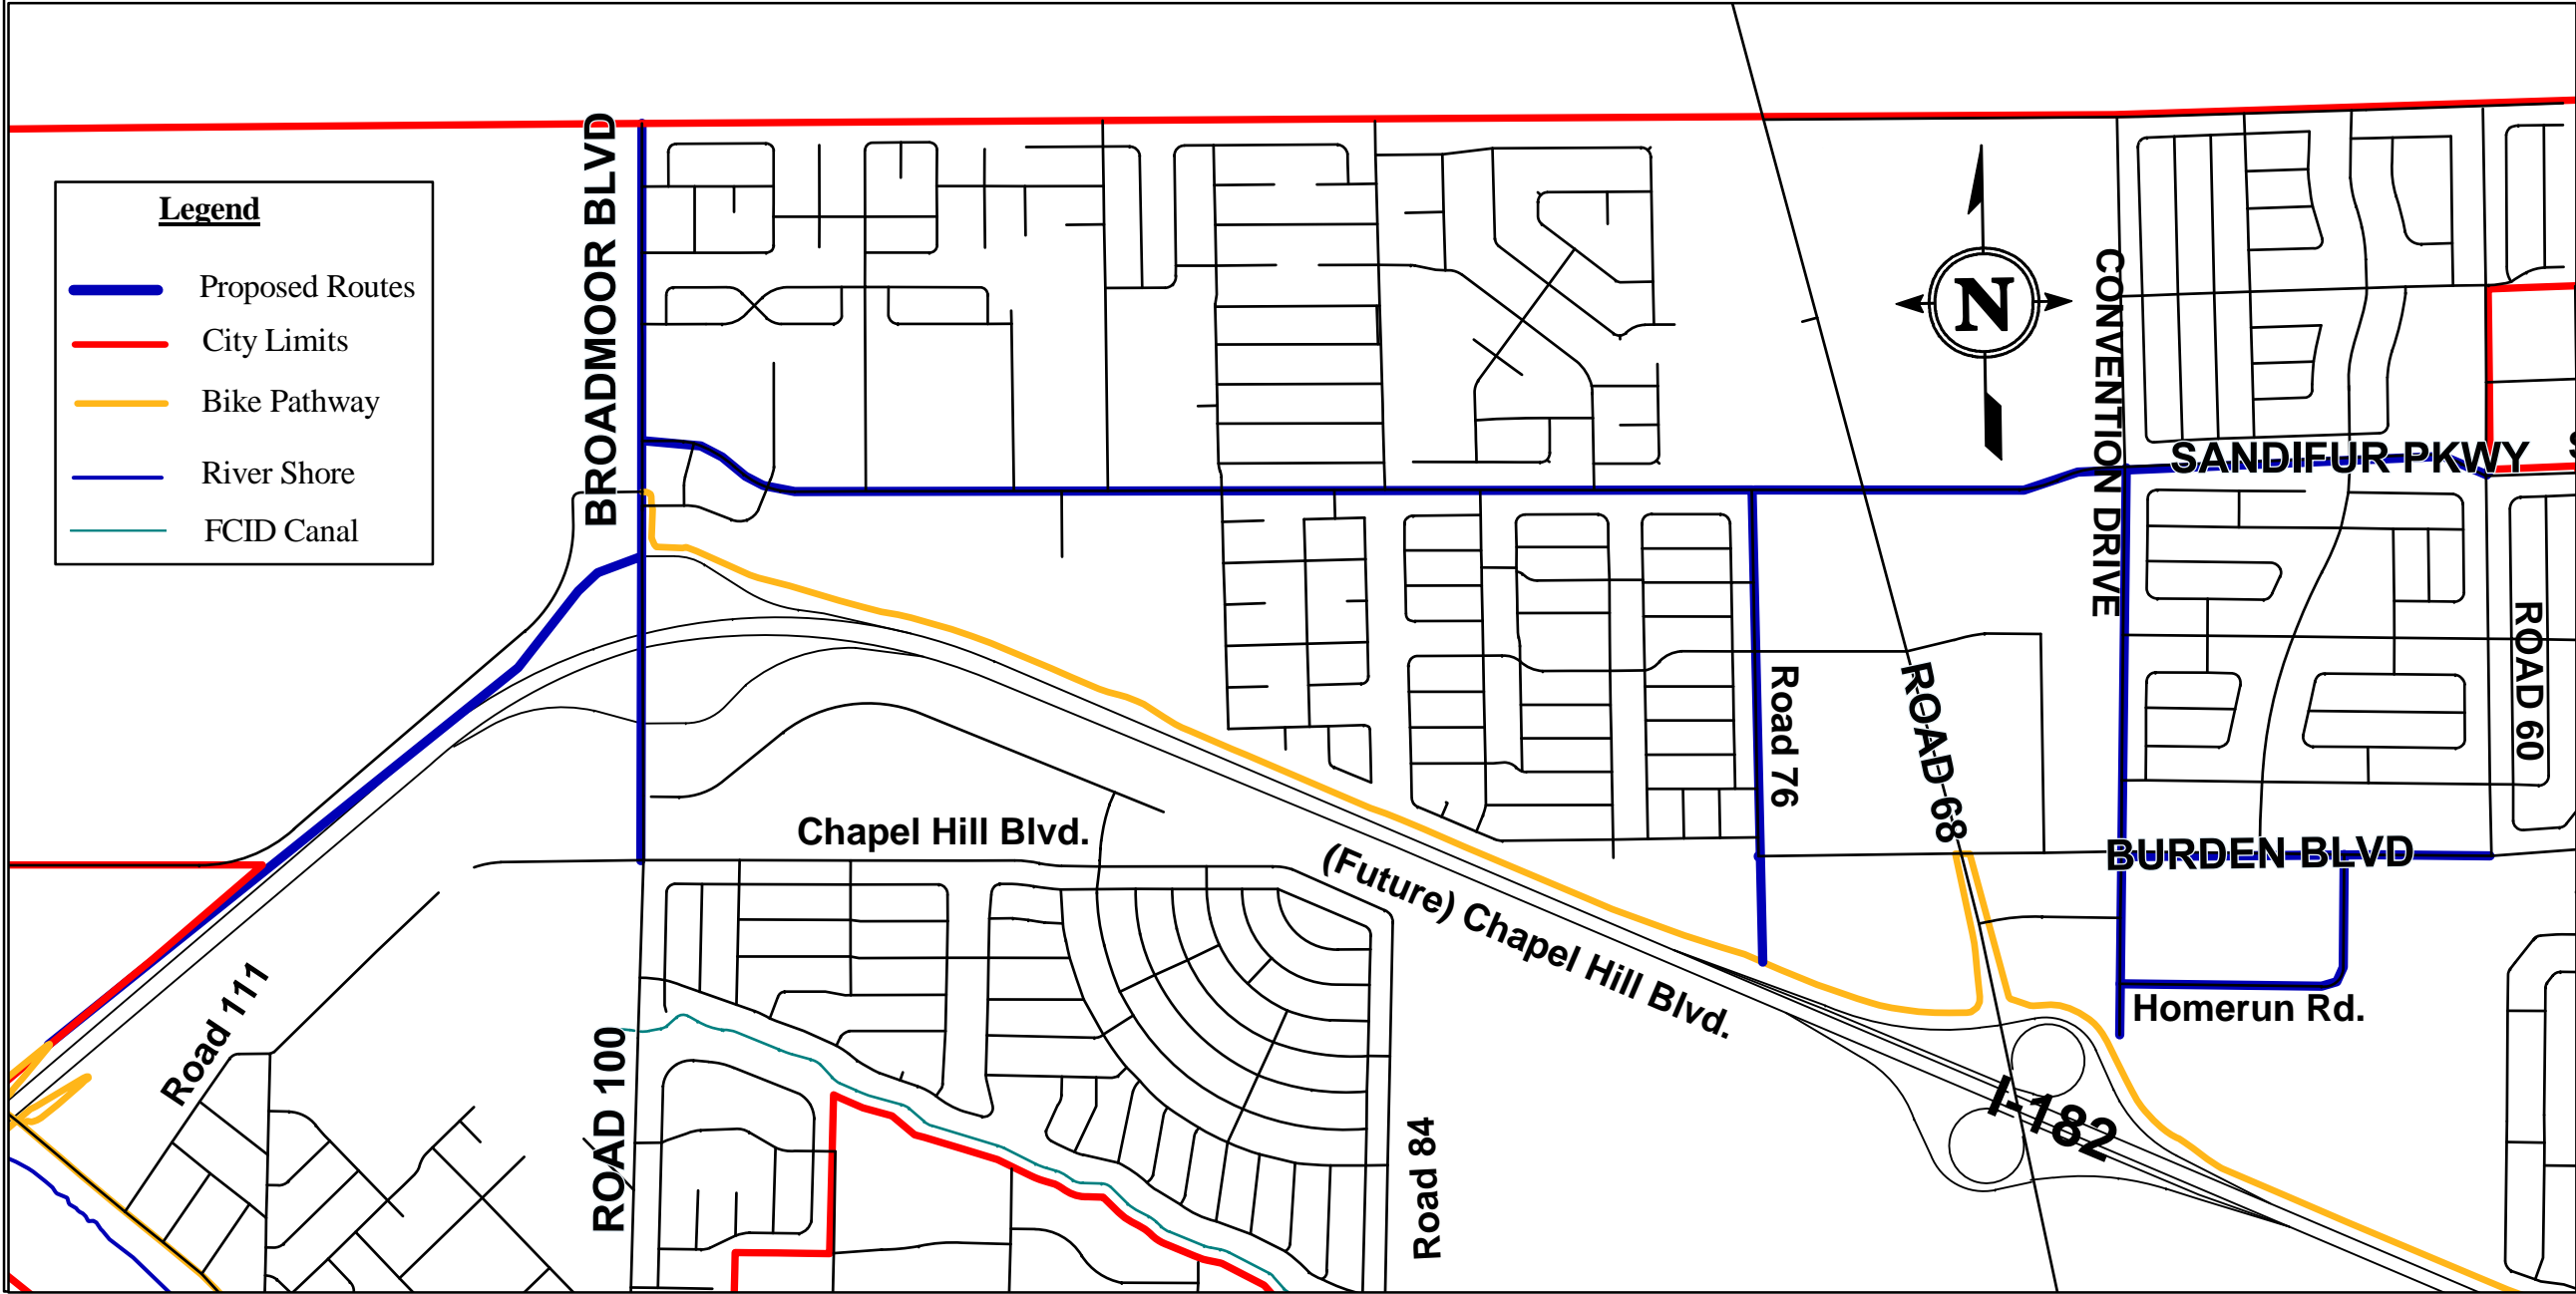 Legend
Proposed Routes
City Limits
Bike Pathway
River Shore
FCID Canal
BROADMOOR BLVD
N
CONVENTION DRIVE
SANDIFUR PKWY
S
ROAD 60
Road 76
ROAD 68
Chapel Hill Blvd.
(Future) Chapel Hill Blvd.
BURDEN BLVD
Homerun Rd.
Road 111
ROAD 100
Road 84
I-182